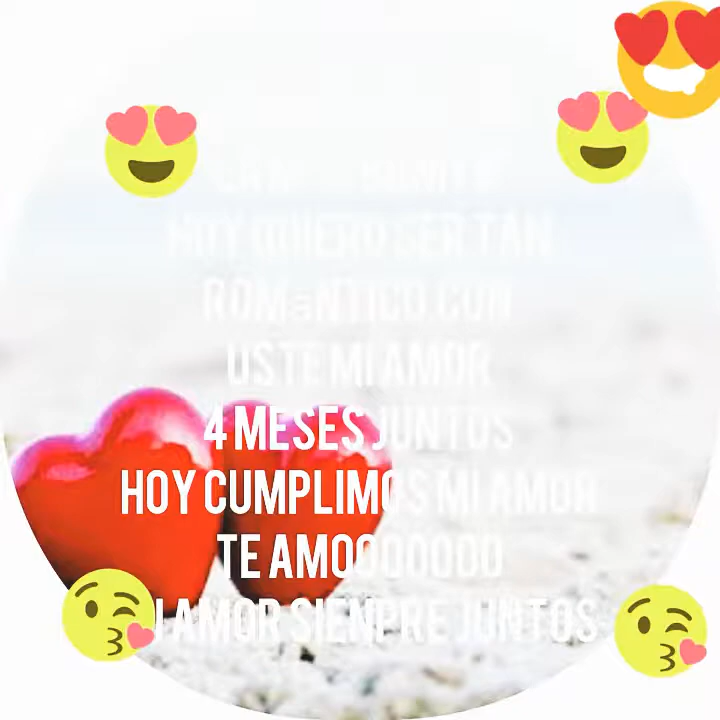 HOY QUIERO SER TAN
ROMaNTICO CON
USTE MI AMOR
4 MESES JUNTOS
HOY CUMPLIMOS MI AMOR
TE AMOOOOOOO
AMOR SIENPRE JUNTOS